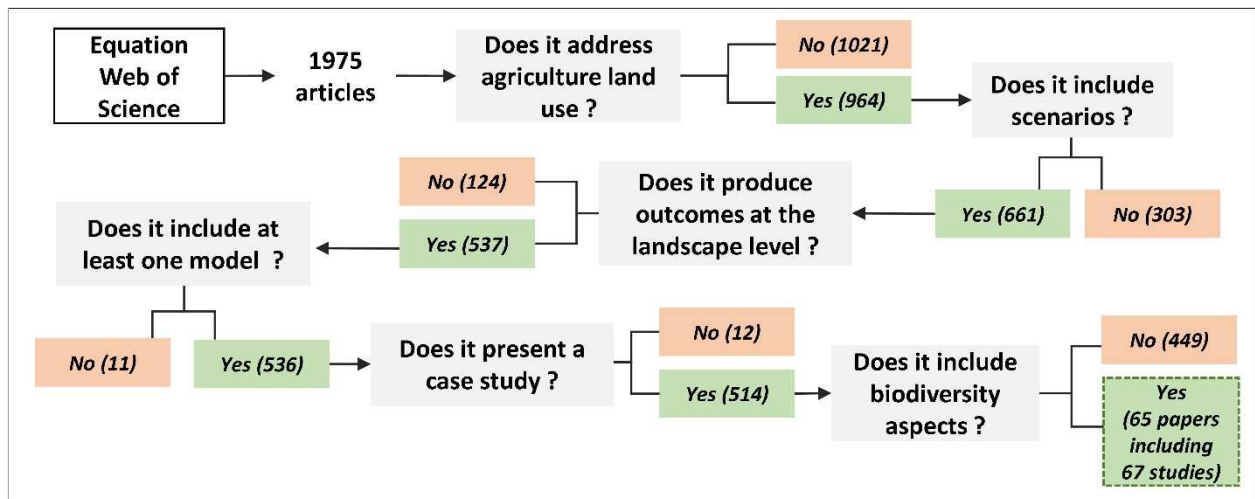 Equation
Web of
Science
1975
articles
Does it address
agriculture land
use ?
No (1021)
Yes (964)
Does it include
scenarios ?
Yes (661)
No (303)
Does it produce
outcomes at the
landscape level ?
No (124)
Yes (537)
Does it include at
least one model  ?
No (11)
Yes (536)
Does it present a
case study ?
No (12)
Yes (514)
Does it include
biodiversity
aspects ?
No (449)
Yes
(65 papers
including
67 studies)